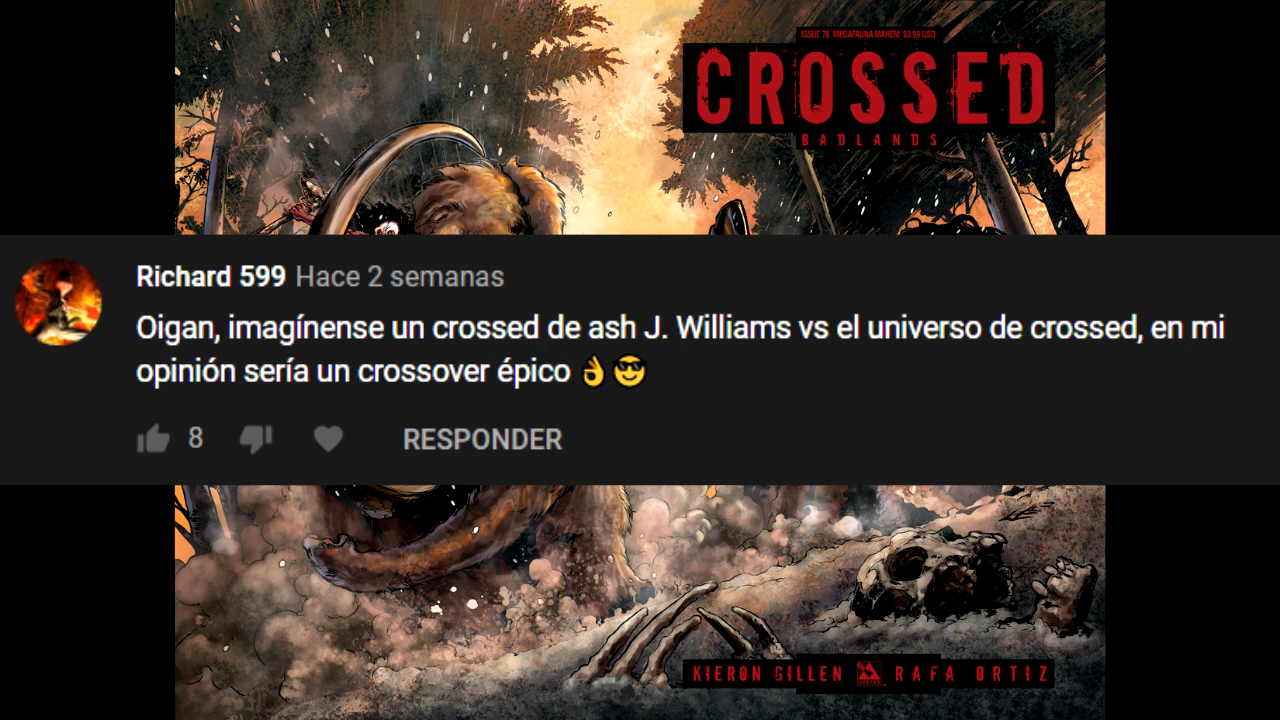 ISSUE 78 MEGAFAUNA MAHEM $3.99 USD
CROSSED
BADLANDS
Richard 599 Hace 2 semanas
Oigan, imagínense un crossed de ash J. Williams vs el universo de crossed, en mi
opinión sería un crossover épico 👌😎
8 RESPONDER
KIERON GILLEN RAFA ORTIZ